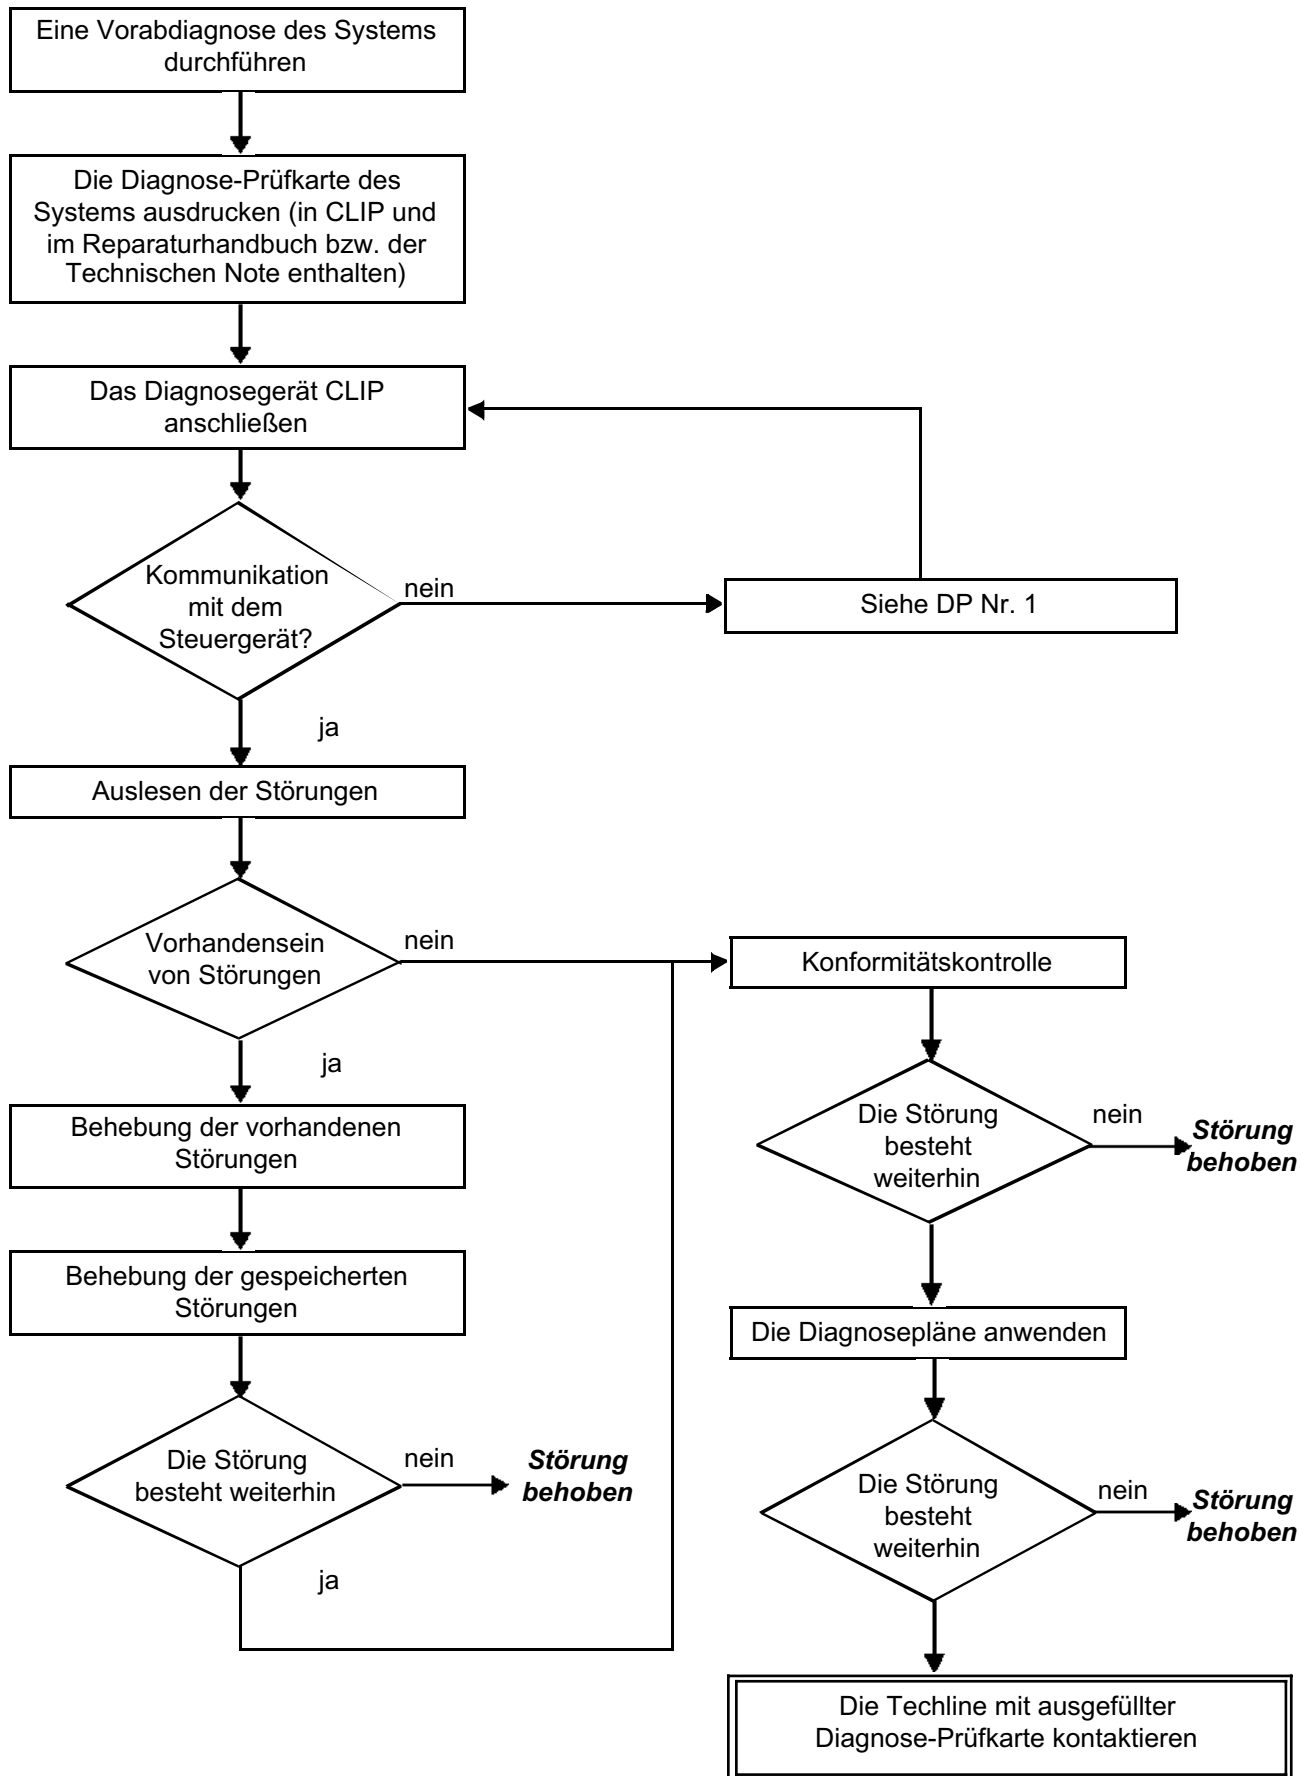 Eine Vorabdiagnose des Systems
durchführen
Die Diagnose-Prüfkarte des
Systems ausdrucken (in CLIP und
im Reparaturhandbuch bzw. der
Technischen Note enthalten)
Das Diagnosegerät CLIP
anschließen
Kommunikation
mit dem
Steuergerät?
nein
Siehe DP Nr. 1
ja
Auslesen der Störungen
Vorhandensein
von Störungen
nein
ja
Behebung der vorhandenen
Störungen
Behebung der gespeicherten
Störungen
Die Störung
besteht weiterhin
nein
Störung
behoben
ja
Konformitätskontrolle
Die Störung
besteht
weiterhin
nein
Störung
behoben
Die Diagnosepläne anwenden
Die Störung
besteht
weiterhin
nein
Störung
behoben
Die Techline mit ausgefüllter
Diagnose-Prüfkarte kontaktieren